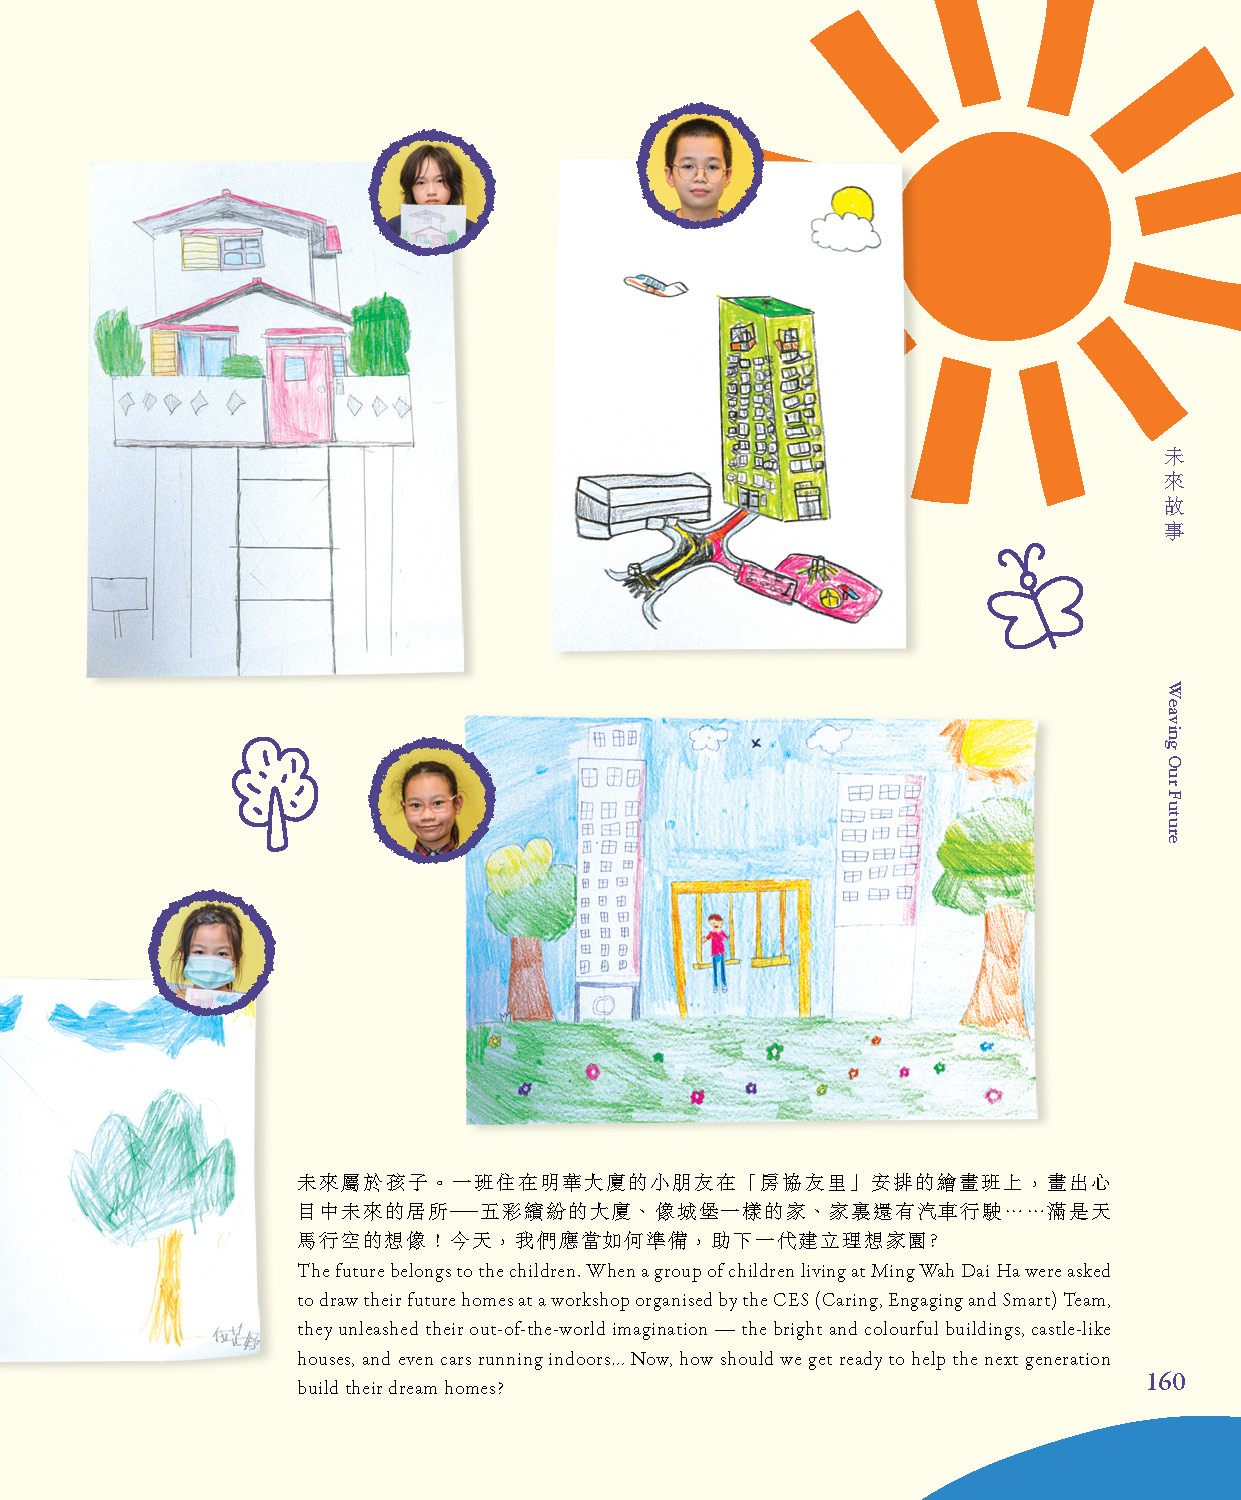 未來故事
Weaving Our Future
未來屬於孩子。一班住在明華大廈的小朋友在「房協友里」安排的繪畫班上，畫出心
目中未來的居所──五彩繽紛的大廈、像城堡一樣的家、家裏還有汽車行駛……滿是天
馬行空的想像！今天，我們應當如何準備，助下一代建立理想家園？
The future belongs to the children. When a group of children living at Ming Wah Dai Ha were asked
to draw their future homes at a workshop organised by the CES (Caring, Engaging and Smart) Team,
they unleashed their out-of-the-world imagination — the bright and colourful buildings, castle-like
houses, and even cars running indoors... Now, how should we get ready to help the next generation
build their dream homes?
160